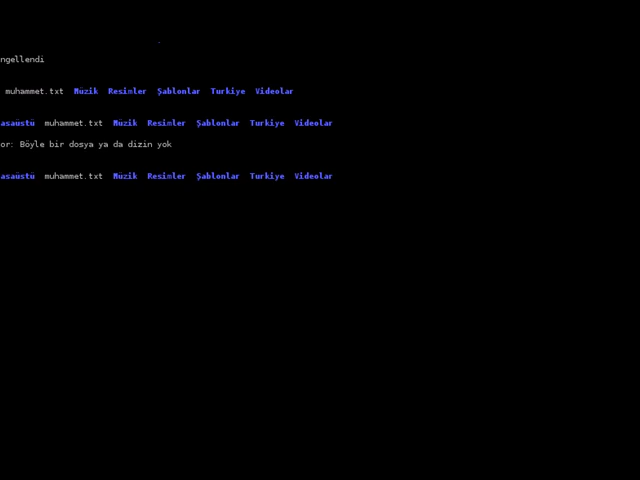 ngellendi
muhammet.txt Müzik Resimler Şablonlar Turkiye Videolar
asaüstü muhammet.txt Müzik Resimler Şablonlar Turkiye Videolar
or: Böyle bir dosya ya da dizin yok
asaüstü muhammet.txt Müzik Resimler Şablonlar Turkiye Videolar